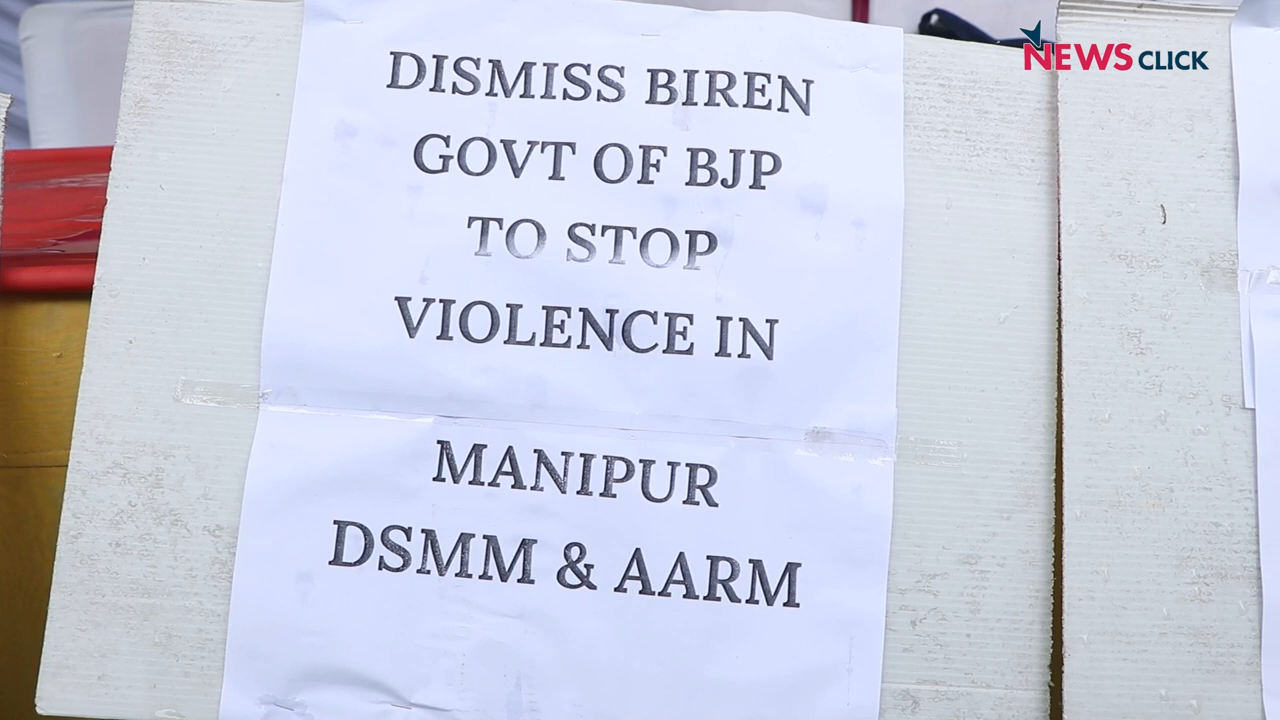 NEWSCLICK
DISMISS BIREN
GOVT OF BJP
TO STOP
VIOLENCE IN
MANIPUR
DSMM & AARM